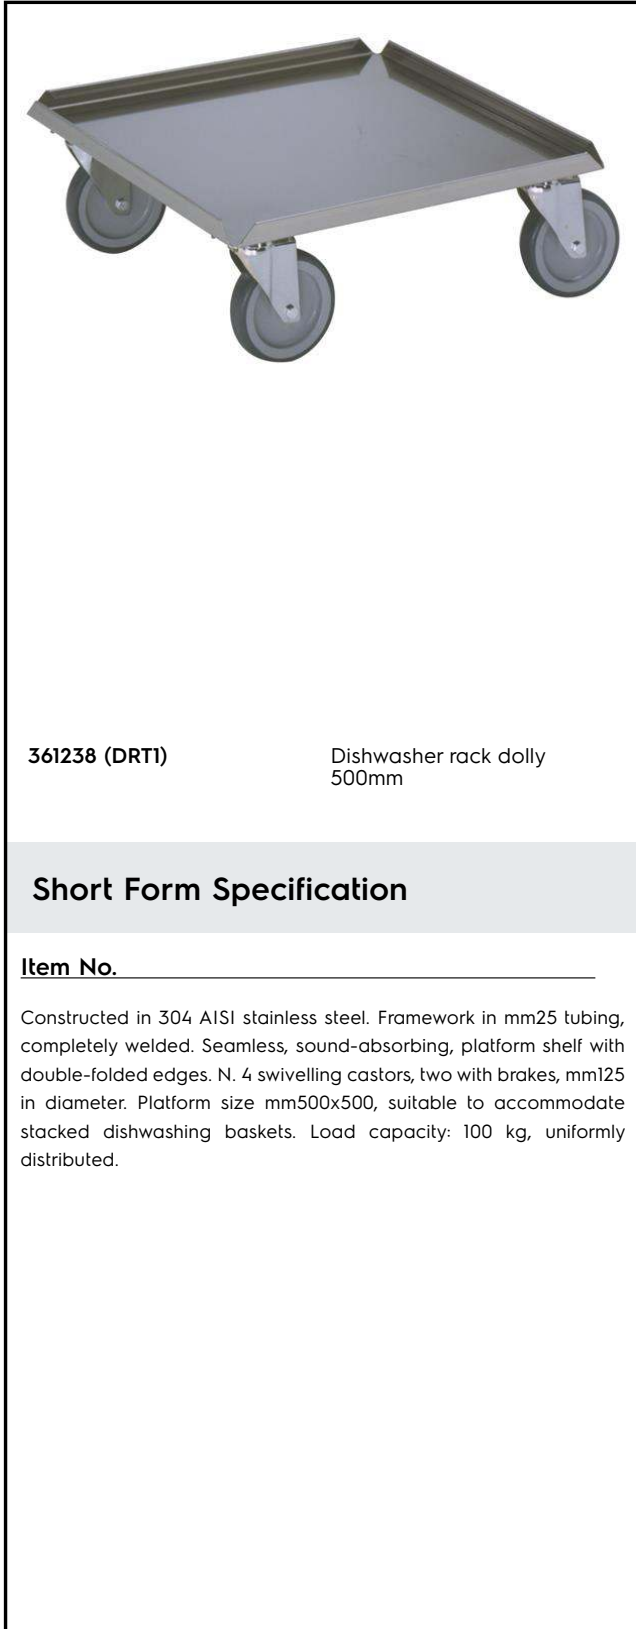 361238 (DRT1)
Dishwasher rack dolly
500mm
Short Form Specification
Item No.
Constructed in 304 AISI stainless steel. Framework in mm25 tubing,
completely welded. Seamless, sound-absorbing, platform shelf with
double-folded edges. N. 4 swivelling castors, two with brakes, mm125
in diameter. Platform size mm500x500, suitable to accommodate
stacked dishwashing baskets. Load capacity: 100 kg, uniformly
distributed.